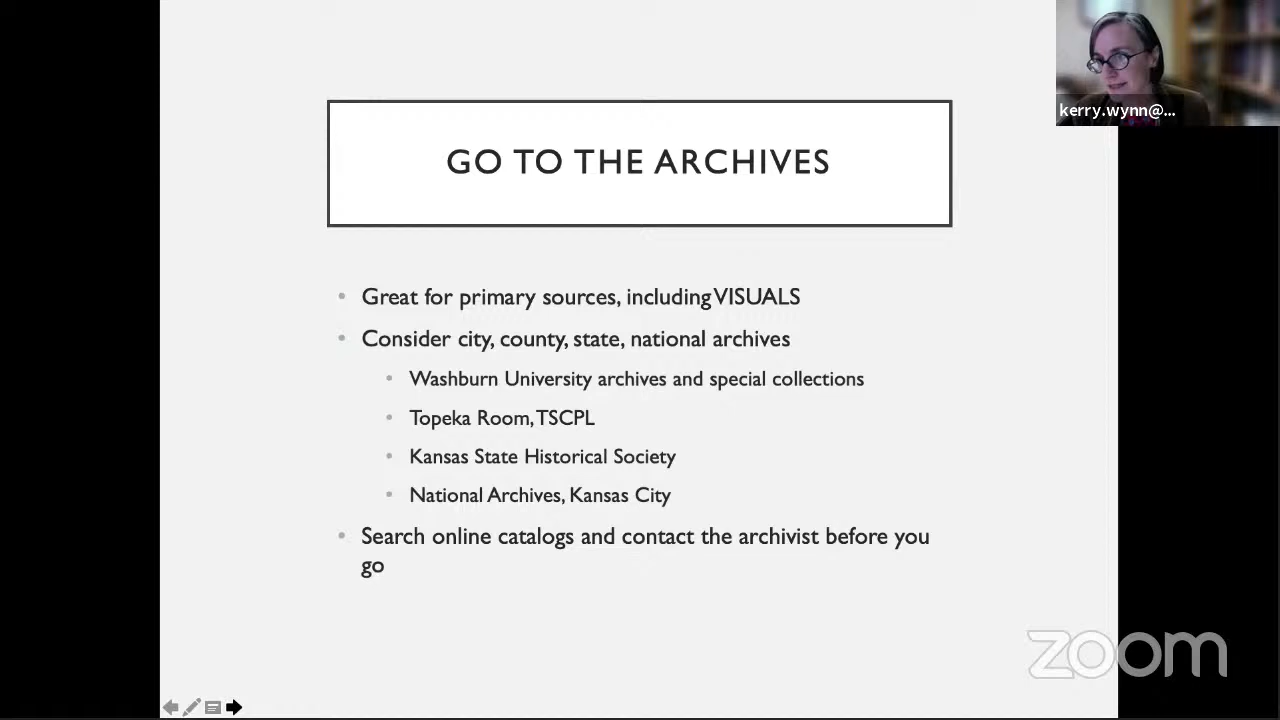 kerry.wynn@...
GO TO THE ARCHIVES
• Great for primary sources, including VISUALS
• Consider city, county, state, national archives
• Washburn University archives and special collections
• Topeka Room, TSCPL
• Kansas State Historical Society
• National Archives, Kansas City
• Search online catalogs and contact the archivist before you
go
zoom